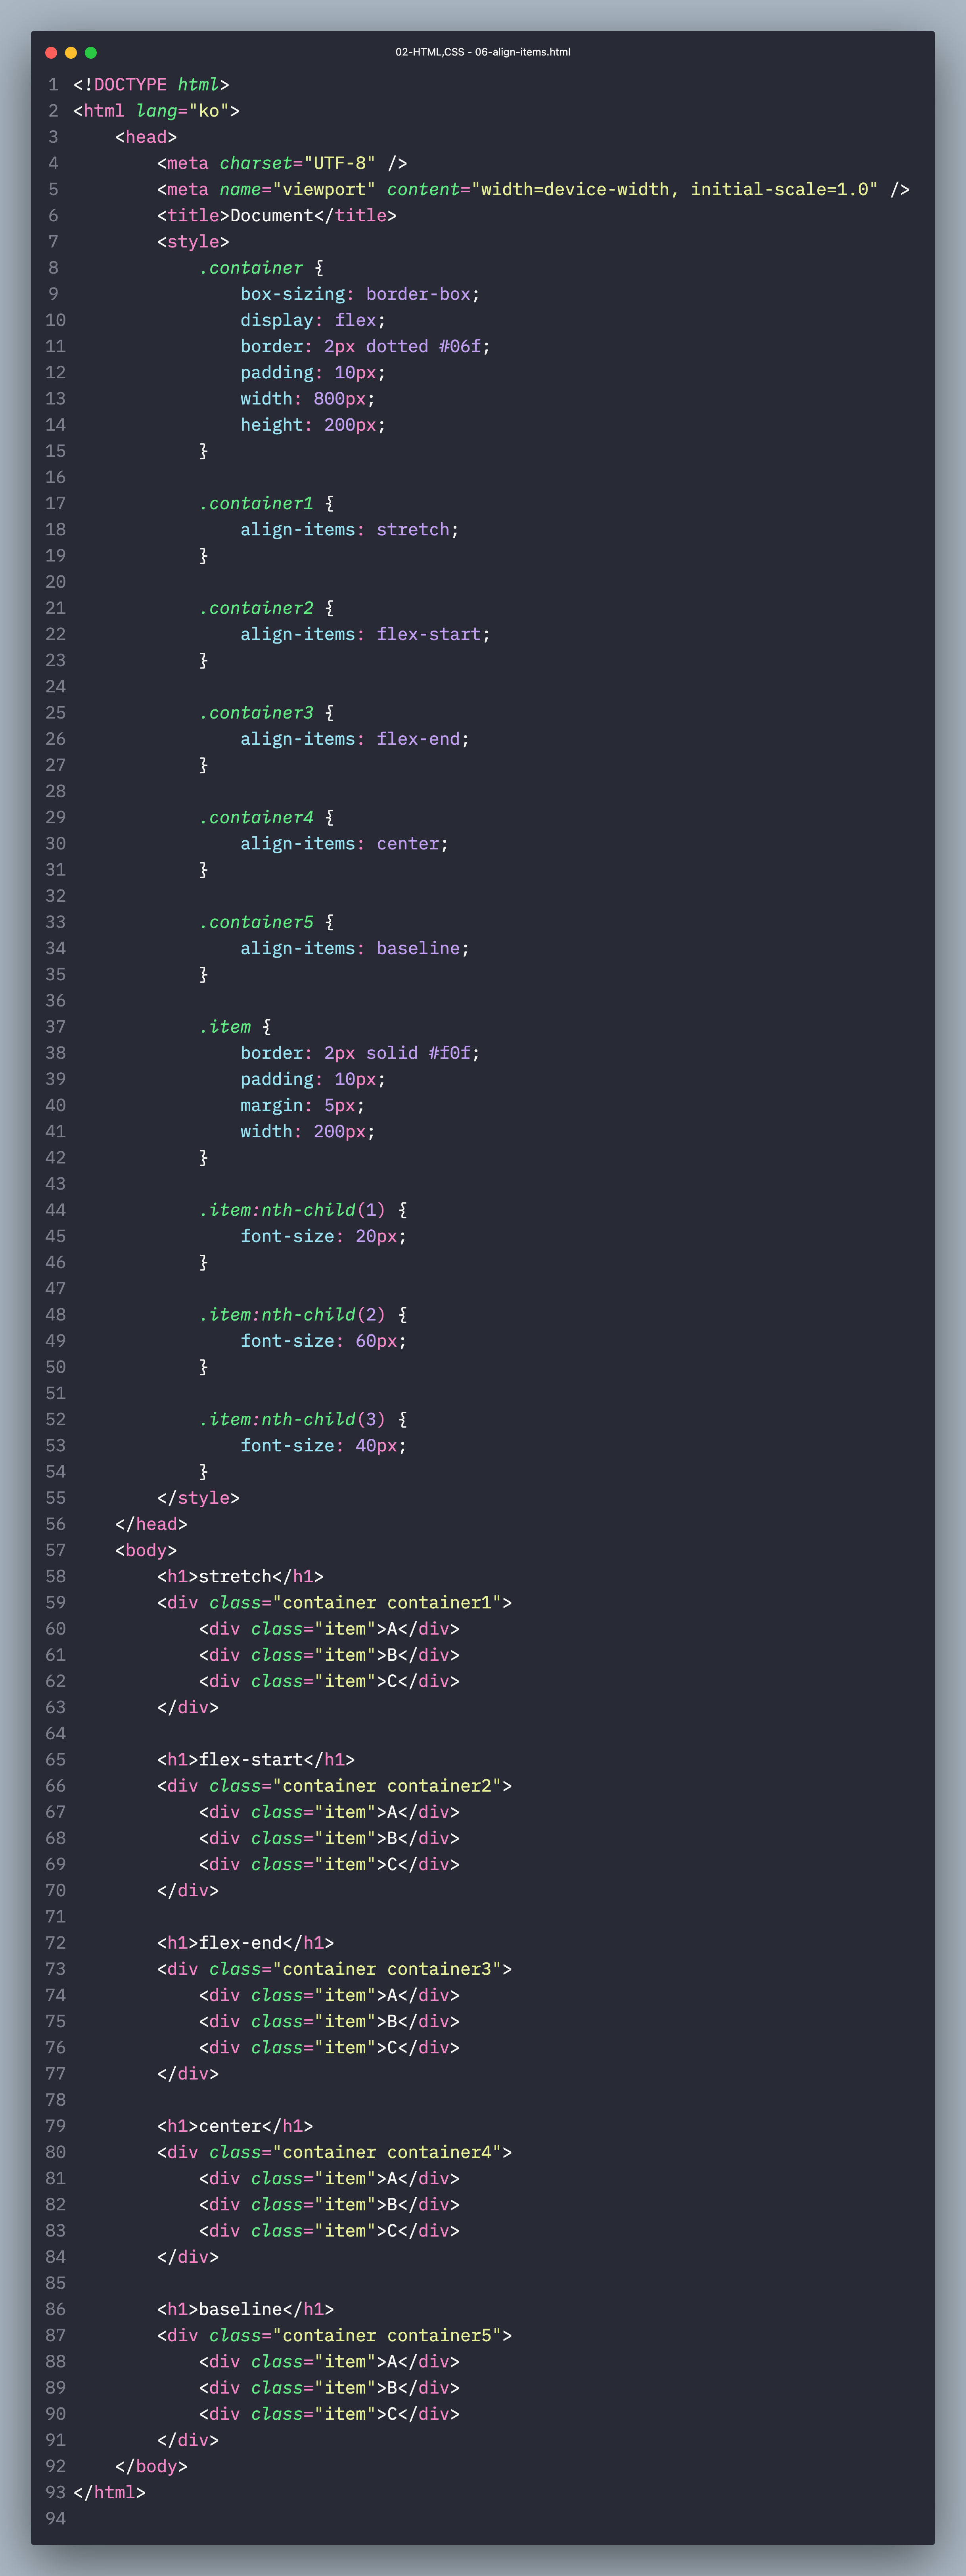 02-HTML,CSS - 06-align-items.html
1 <!DOCTYPE html>
2 <html lang="ko">
3     <head>
4         <meta charset="UTF-8" />
5         <meta name="viewport" content="width=device-width, initial-scale=1.0" />
6         <title>Document</title>
7         <style>
8             .container {
9                 box-sizing: border-box;
10                 display: flex;
11                 border: 2px dotted #06f;
12                 padding: 10px;
13                 width: 800px;
14                 height: 200px;
15             }
16
17             .container1 {
18                 align-items: stretch;
19             }
20
21             .container2 {
22                 align-items: flex-start;
23             }
24
25             .container3 {
26                 align-items: flex-end;
27             }
28
29             .container4 {
30                 align-items: center;
31             }
32
33             .container5 {
34                 align-items: baseline;
35             }
36
37             .item {
38                 border: 2px solid #f0f;
39                 padding: 10px;
40                 margin: 5px;
41                 width: 200px;
42             }
43
44             .item:nth-child(1) {
45                 font-size: 20px;
46             }
47
48             .item:nth-child(2) {
49                 font-size: 60px;
50             }
51
52             .item:nth-child(3) {
53                 font-size: 40px;
54             }
55         </style>
56     </head>
57     <body>
58         <h1>stretch</h1>
59         <div class="container container1">
60             <div class="item">A</div>
61             <div class="item">B</div>
62             <div class="item">C</div>
63         </div>
64
65         <h1>flex-start</h1>
66         <div class="container container2">
67             <div class="item">A</div>
68             <div class="item">B</div>
69             <div class="item">C</div>
70         </div>
71
72         <h1>flex-end</h1>
73         <div class="container container3">
74             <div class="item">A</div>
75             <div class="item">B</div>
76             <div class="item">C</div>
77         </div>
78
79         <h1>center</h1>
80         <div class="container container4">
81             <div class="item">A</div>
82             <div class="item">B</div>
83             <div class="item">C</div>
84         </div>
85
86         <h1>baseline</h1>
87         <div class="container container5">
88             <div class="item">A</div>
89             <div class="item">B</div>
90             <div class="item">C</div>
91         </div>
92     </body>
93 </html>
94